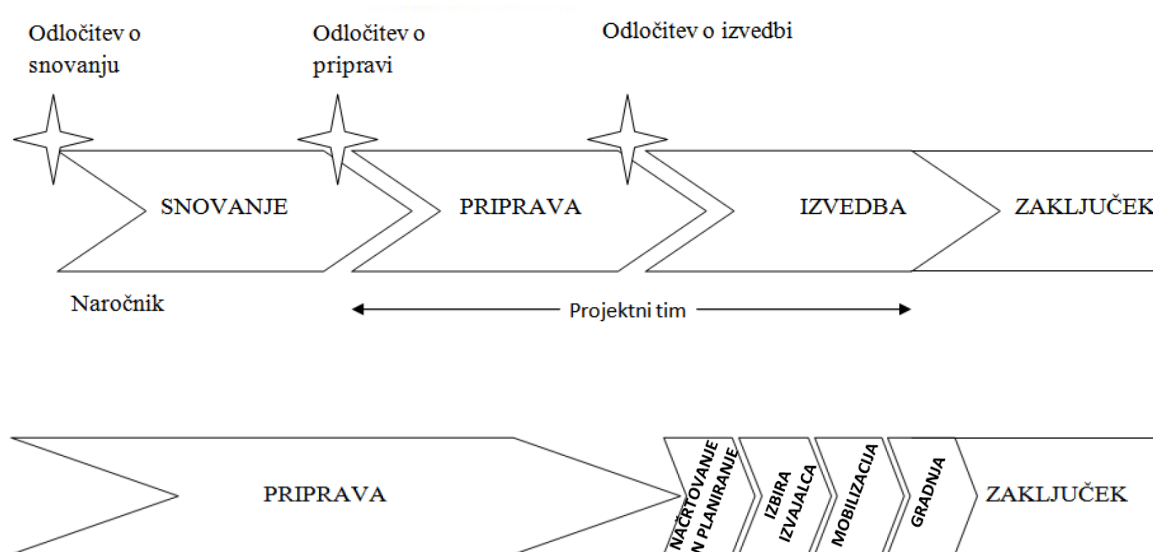 Odločitev o
snovanju
Odločitev o
pripravi
Odločitev o izvedbi
SNOVANJE
PRIPRAVA
IZVEDBA
ZAKLJUČEK
Naročnik
Projektni tim
PRIPRAVA
NAČRTOVANJE
N PLANIRANJE
IZBIRA
IZVAJALCA
MOBILIZACIJA
GRADNJA
ZAKLJUČEK